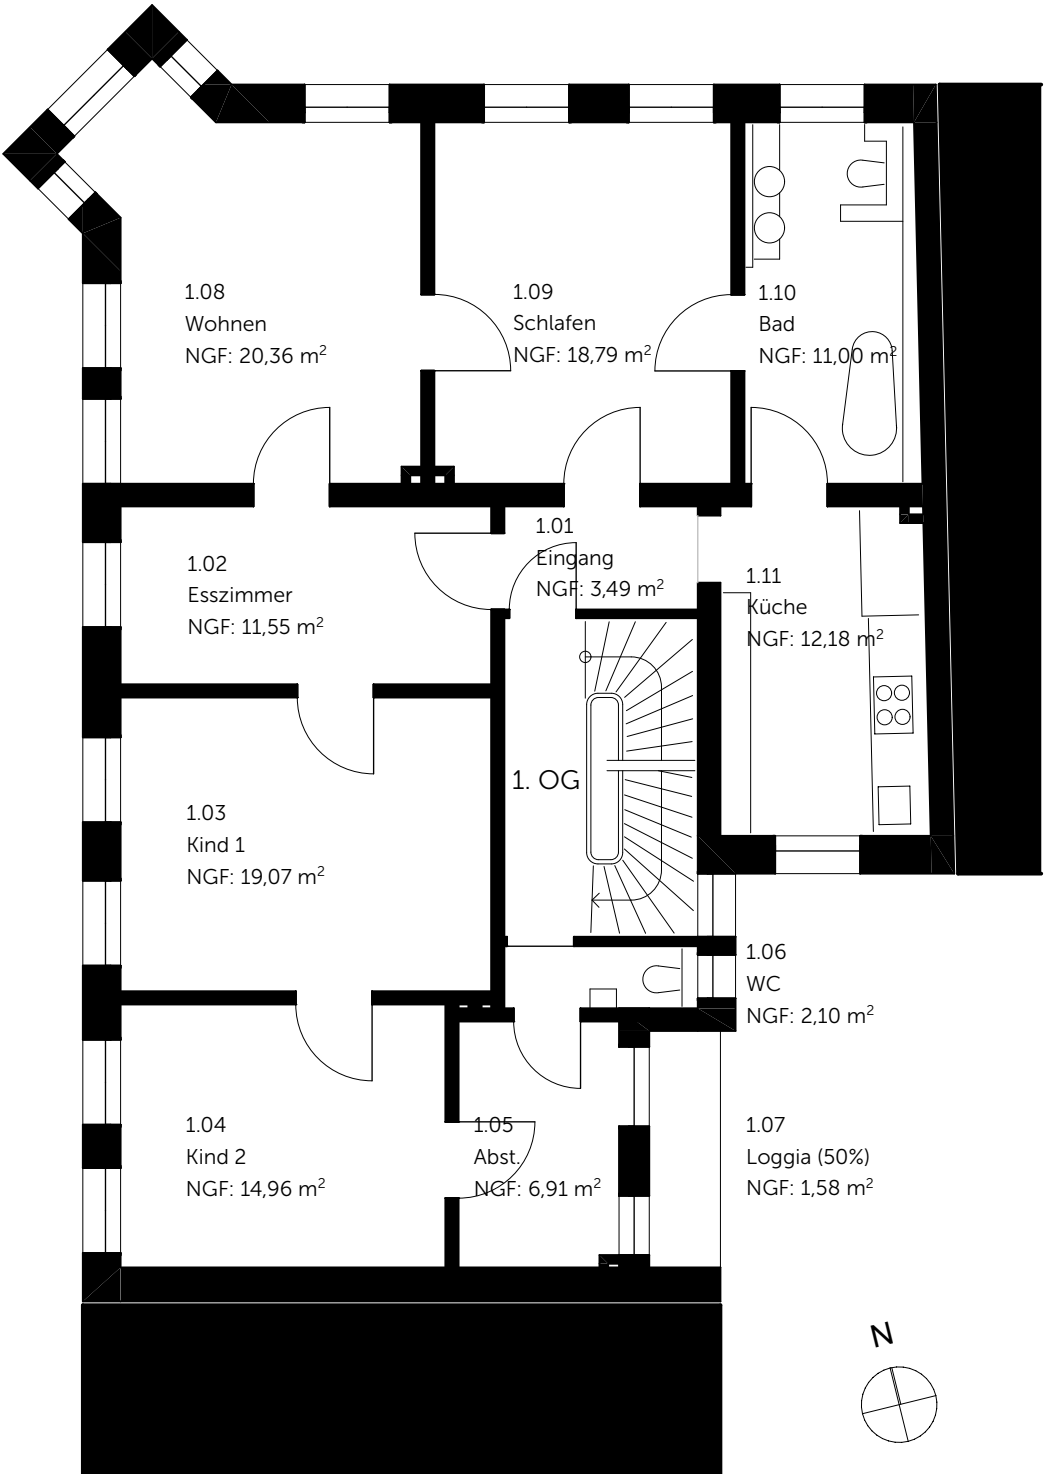 1.08
Wohnen
NGF: 20,36 m²
1.09
Schlafen
NGF: 18,79 m²
1.10
Bad
NGF: 11,00 m²
1.02
Esszimmer
NGF: 11,55 m²
1.01
Eingang
NGF: 3,49 m²
1.11
Küche
NGF: 12,18 m²
1. OG
1.03
Kind 1
NGF: 19,07 m²
1.06
WC
NGF: 2,10 m²
1.04
Kind 2
NGF: 14,96 m²
1.05
Abst.
NGF: 6,91 m²
1.07
Loggia (50%)
NGF: 1,58 m²
N